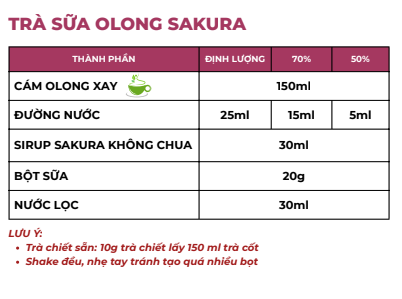 TRÀ SỮA OLONG SAKURA
THÀNH PHẦN ĐỊNH LƯỢNG 70% 50%
CÁM OLONG XAY 150ml
ĐƯỜNG NƯỚC 25ml 15ml 5ml
SIRUP SAKURA KHÔNG CHUA 30ml
BỘT SỮA 20g
NƯỚC LỌC 30ml
LƯU Ý:
• Trà chiết sẵn: 10g trà chiết lấy 150 ml trà cốt
• Shake đều, nhẹ tay tránh tạo quá nhiều bọt